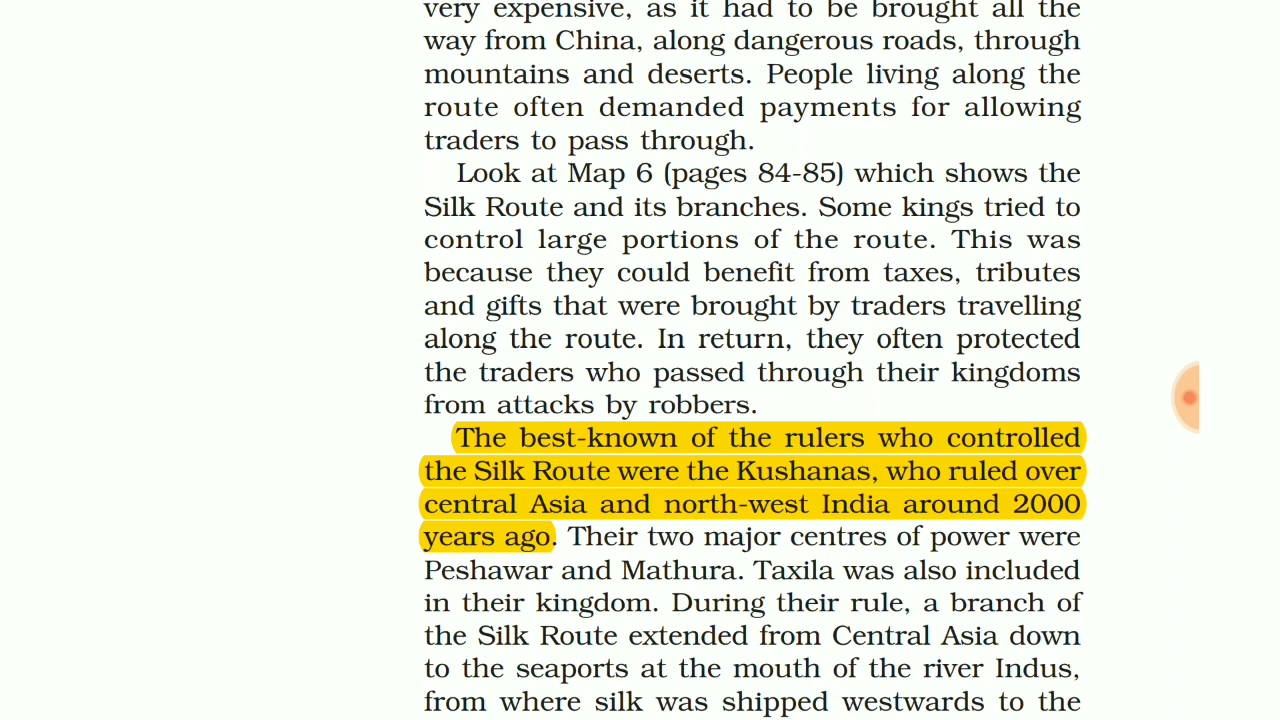 very expensive, as it had to be brought all the
way from China, along dangerous roads, through
mountains and deserts. People living along the
route often demanded payments for allowing
traders to pass through.
Look at Map 6 (pages 84-85) which shows the
Silk Route and its branches. Some kings tried to
control large portions of the route. This was
because they could benefit from taxes, tributes
and gifts that were brought by traders travelling
along the route. In return, they often protected
the traders who passed through their kingdoms
from attacks by robbers.
The best-known of the rulers who controlled
the Silk Route were the Kushanas, who ruled over
central Asia and north-west India around 2000
years ago. Their two major centres of power were
Peshawar and Mathura. Taxila was also included
in their kingdom. During their rule, a branch of
the Silk Route extended from Central Asia down
to the seaports at the mouth of the river Indus,
from where silk was shipped westwards to the